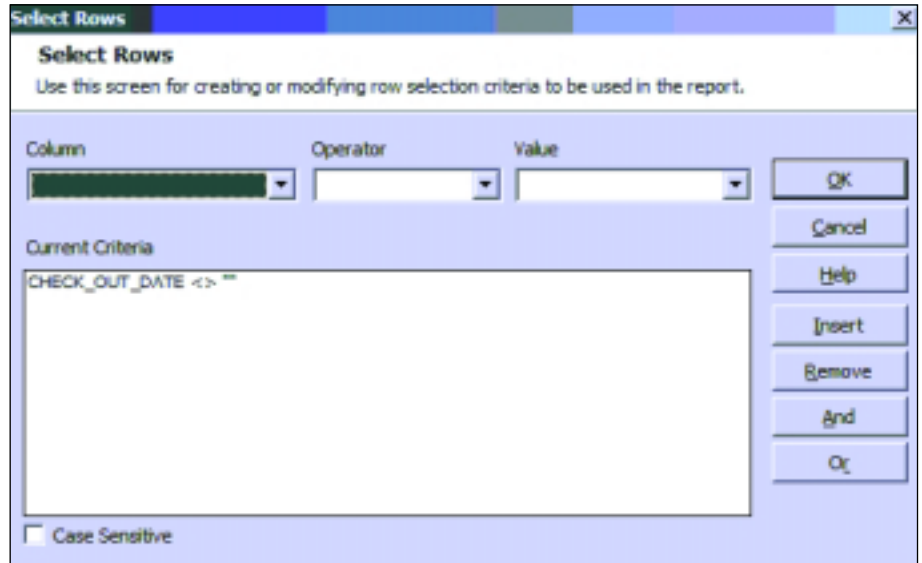 Select Rows
Select Rows
Use this screen for creating or modifying row selection criteria to be used in the report.
Column Operator Value
OK
Cancel
Current Criteria
Help
CHECK_OUT_DATE <> ""
Insert
Remove
And
Or
Case Sensitive